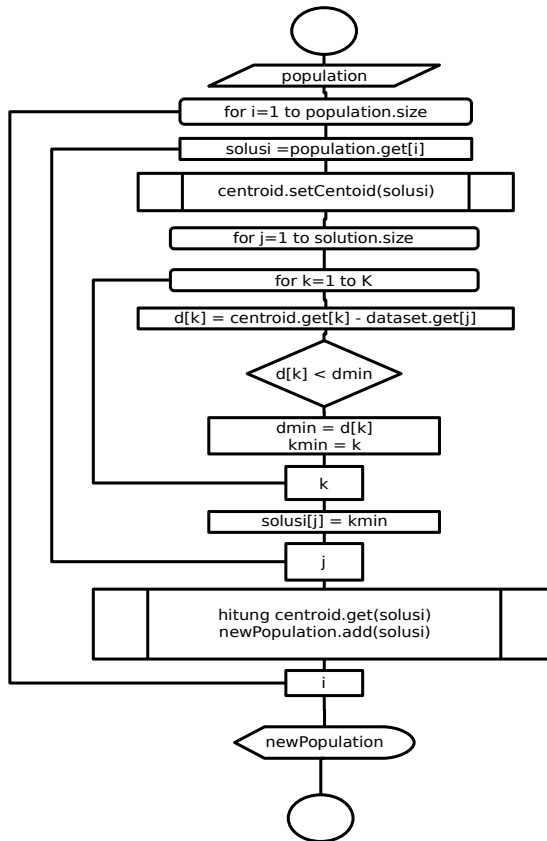 population
for i=1 to population.size
solusi =population.get[i]
centroid.setCentoid(solusi)
for j=1 to solution.size
for k=1 to K
d[k] = centroid.get[k] - dataset.get[j]
d[k] < dmin
dmin = d[k]
kmin = k
k
solusi[j] = kmin
j
hitung centroid.get(solusi)
newPopulation.add(solusi)
i
newPopulation